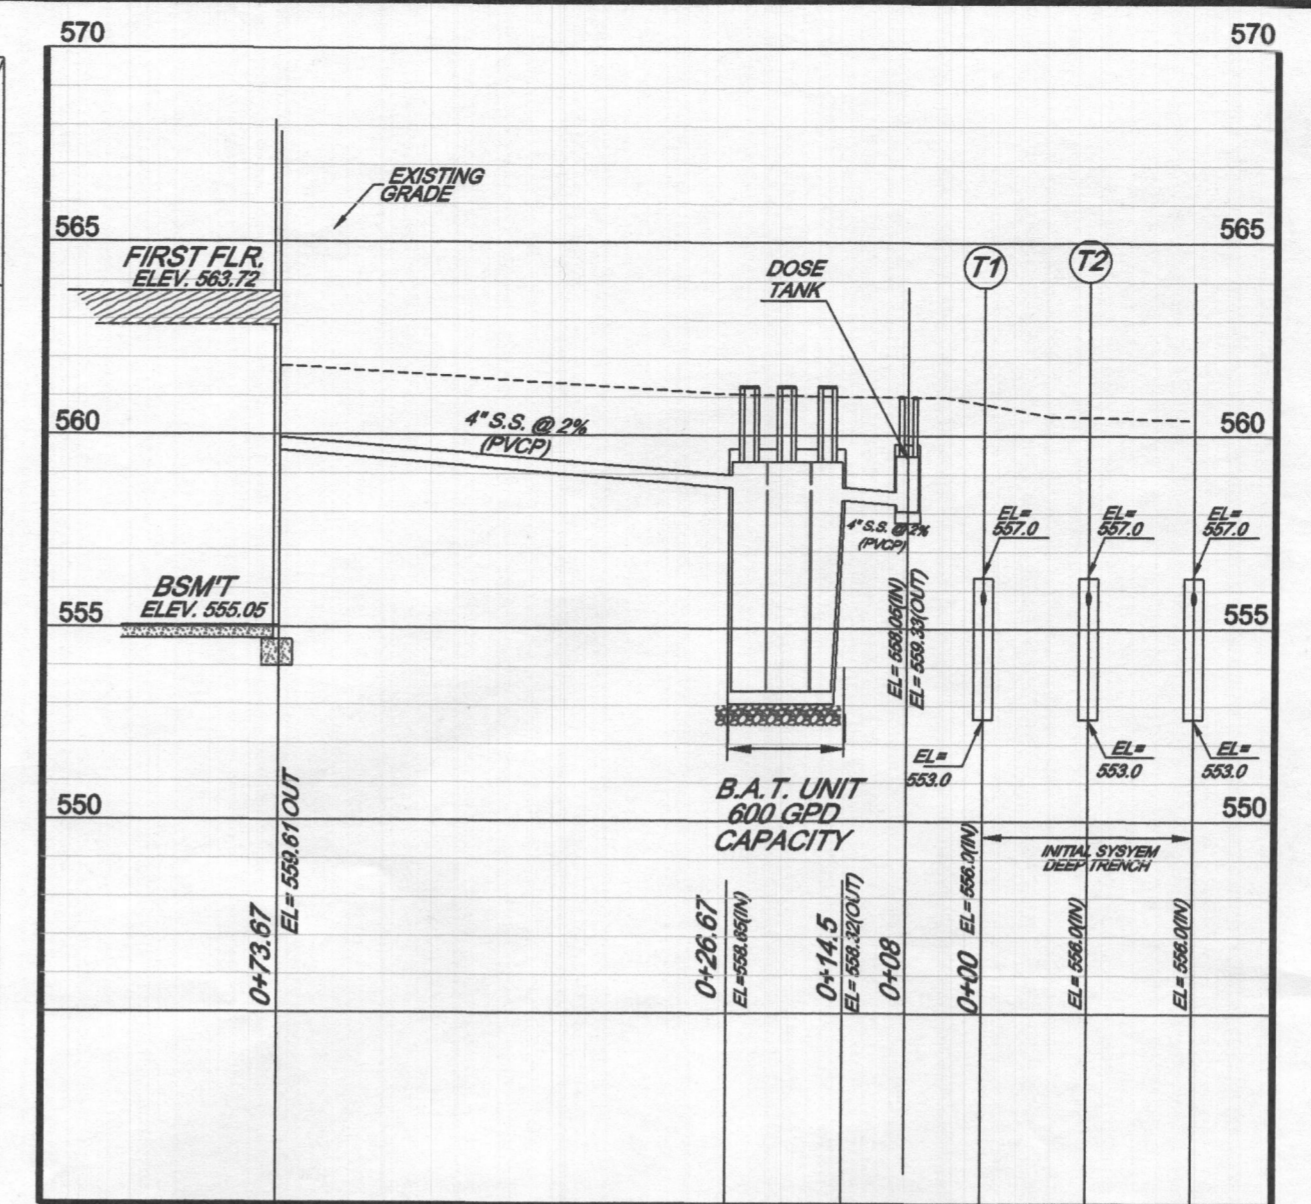 570
570
EXISTING
GRADE
565
565
FIRST FLR.
ELEV. 563.72
DOSE
TANK
T1
T2
560
560
4" S.S. @ 2%
(PVCP)
EL=
557.0
EL=
557.0
EL=
557.0
4" S.S. @ 2%
(PVCP)
BSM'T
ELEV. 555.05
555
555
EL= 558.05(IN)
EL= 559.33(OUT)
EL=
553.0
EL=
553.0
EL=
553.0
B.A.T. UNIT
600 GPD
CAPACITY
550
550
INITIAL SYSYEM
DEEP TRENCH
0+73.67
EL= 559.61 OUT
0+26.67
EL=558.65(IN)
0+14.5
EL= 558.32(OUT)
0+08
0+00 EL= 556.0(IN)
EL= 556.0(IN)
EL= 556.0(IN)